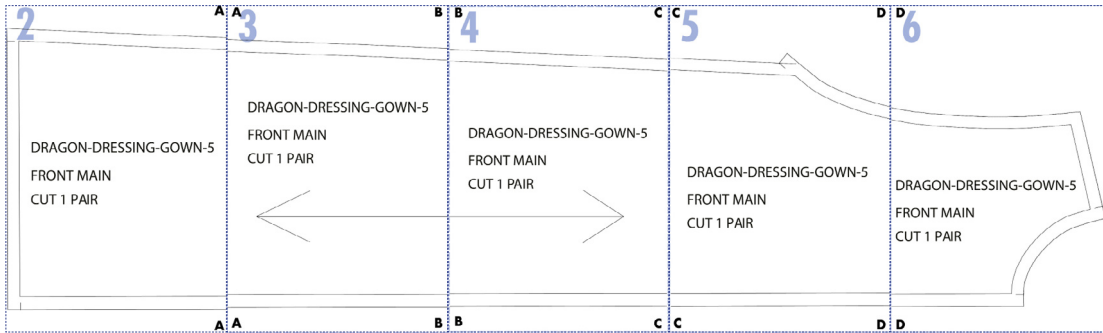 2
A
A
DRAGON-DRESSING-GOWN-5
FRONT MAIN
CUT 1 PAIR
A
A
3
B
B
DRAGON-DRESSING-GOWN-5
FRONT MAIN
CUT 1 PAIR
B
B
4
C
C
DRAGON-DRESSING-GOWN-5
FRONT MAIN
CUT 1 PAIR
C
C
5
D
D
DRAGON-DRESSING-GOWN-5
FRONT MAIN
CUT 1 PAIR
D
D
6
DRAGON-DRESSING-GOWN-5
FRONT MAIN
CUT 1 PAIR